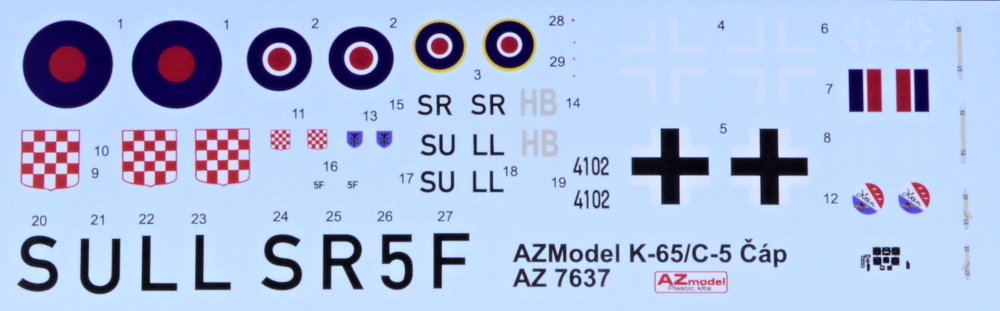 1 1 2 2 28 4 6
29
3 7
15 SR SR HB 14
11 13 5
10 SU LL HB 8
9 16 4102
5F 5F 17 SU LL 18 19 4102 12
20 21 22 23 24 25 26 27
SULL SR5F
AZModel K-65/C-5 Čáp
AZ 7637 AZmodel
Plastic kits